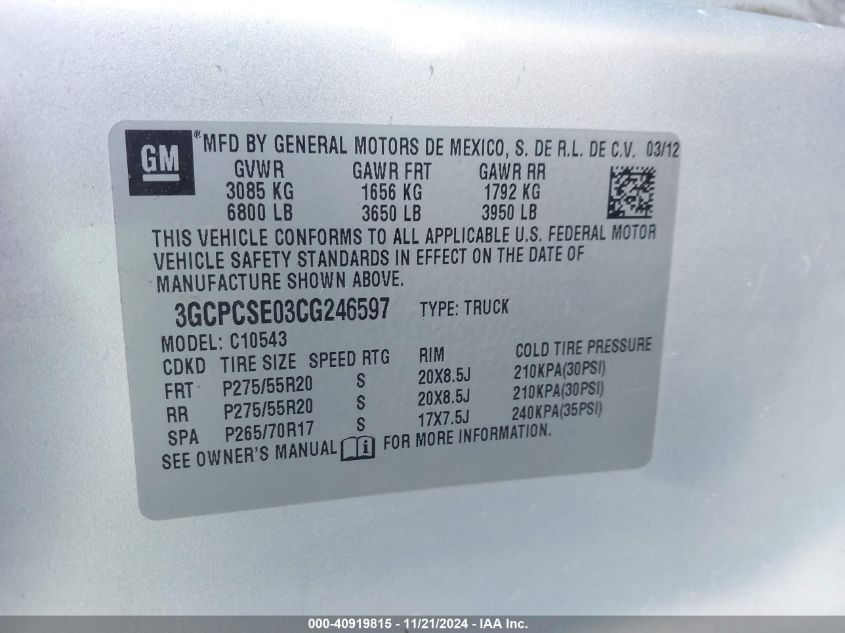 GM ® MFD BY GENERAL MOTORS DE MEXICO, S. DE R.L. DE C.V. 03/12
GVWR GAWR FRT GAWR RR
3085 KG 1656 KG 1792 KG
6800 LB 3650 LB 3950 LB
THIS VEHICLE CONFORMS TO ALL APPLICABLE U.S. FEDERAL MOTOR
VEHICLE SAFETY STANDARDS IN EFFECT ON THE DATE OF
MANUFACTURE SHOWN ABOVE.
3GCPCSE03CG246597 TYPE: TRUCK
MODEL: C10543
CDKD TIRE SIZE SPEED RTG RIM COLD TIRE PRESSURE
FRT P275/55R20 S 20X8.5J 210KPA(30PSI)
RR P275/55R20 S 20X8.5J 210KPA(30PSI)
SPA P265/70R17 S 17X7.5J 240KPA(35PSI)
SEE OWNER'S MANUAL i FOR MORE INFORMATION.
000-40919815 - 11/21/2024 - IAA Inc.